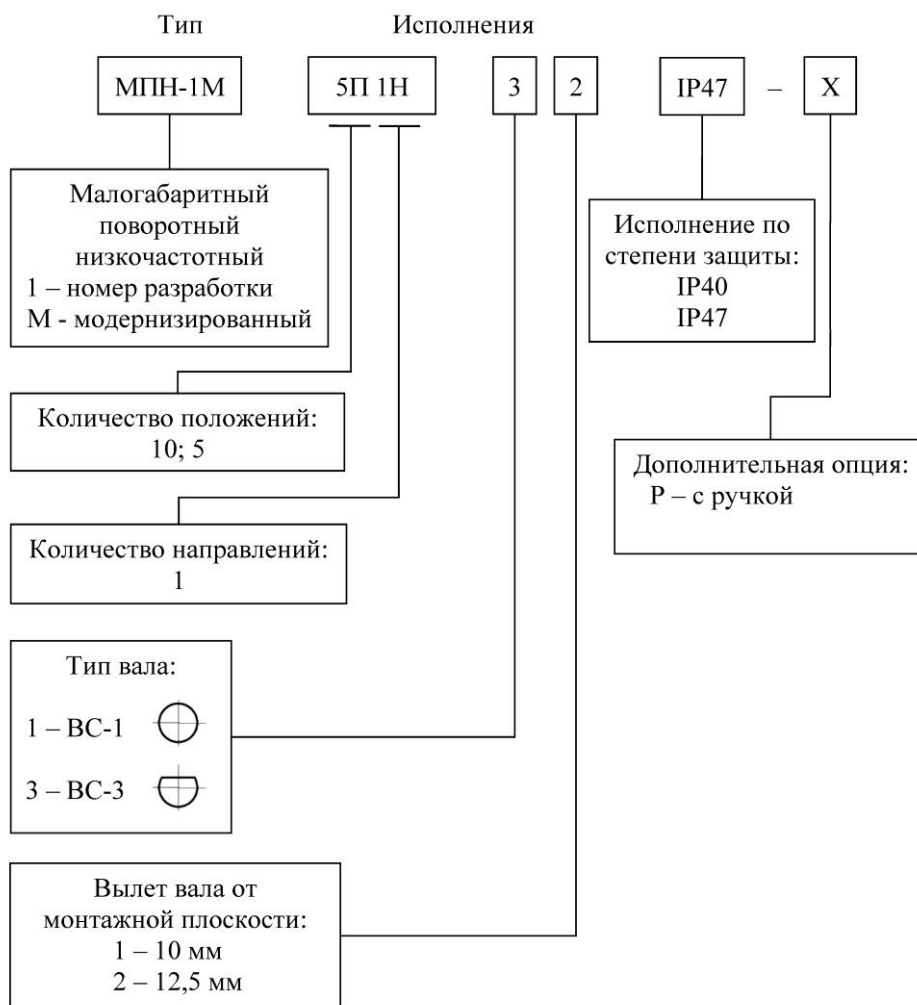 Тип Исполнения
МПН-1М 5П 1Н 3 2 IP47 – Х
Малогабаритный
поворотный
низкочастотный
1 – номер разработки
М - модернизированный
Исполнение по
степени защиты:
IP40
IP47
Количество положений:
10; 5
Дополнительная опция:
Р – с ручкой
Количество направлений:
1
Тип вала:
1 – ВС-1
3 – ВС-3
Вылет вала от
монтажной плоскости:
1 – 10 мм
2 – 12,5 мм